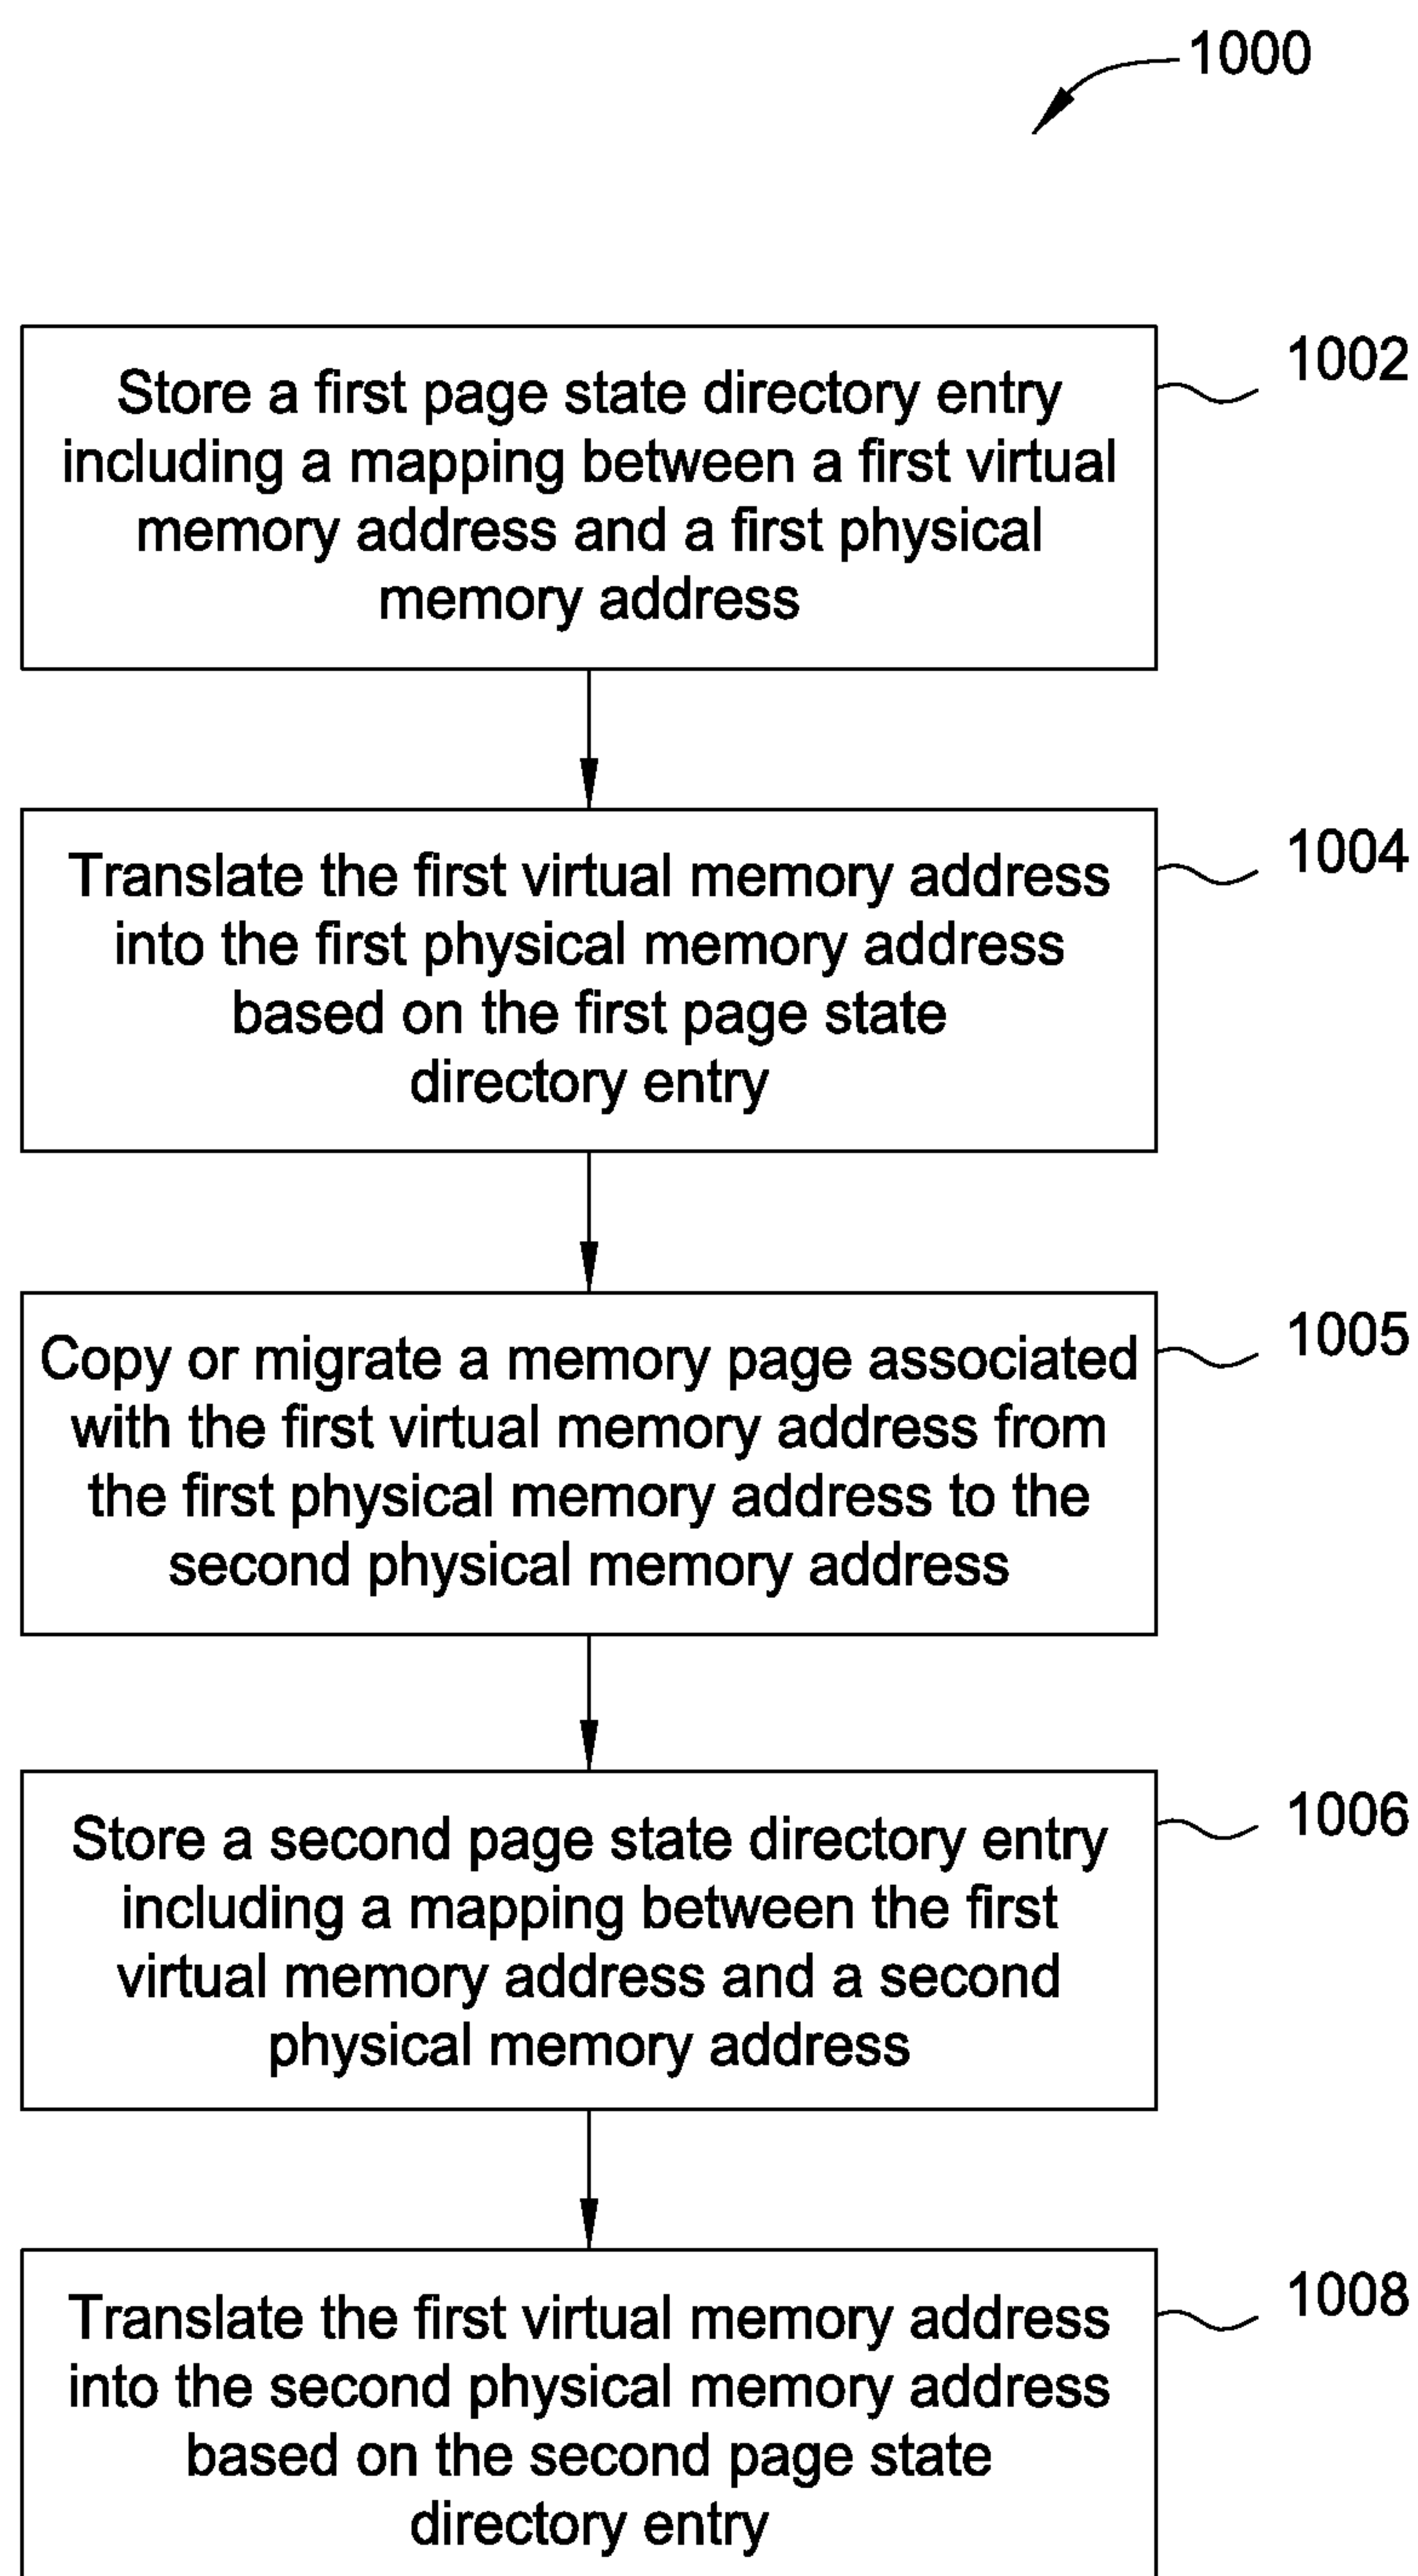 1000
1002
Store a first page state directory entry
including a mapping between a first virtual
memory address and a first physical
memory address
1004
Translate the first virtual memory address
into the first physical memory address
based on the first page state
directory entry
1005
Copy or migrate a memory page associated
with the first virtual memory address from
the first physical memory address to the
second physical memory address
1006
Store a second page state directory entry
including a mapping between the first
virtual memory address and a second
physical memory address
1008
Translate the first virtual memory address
into the second physical memory address
based on the second page state
directory entry